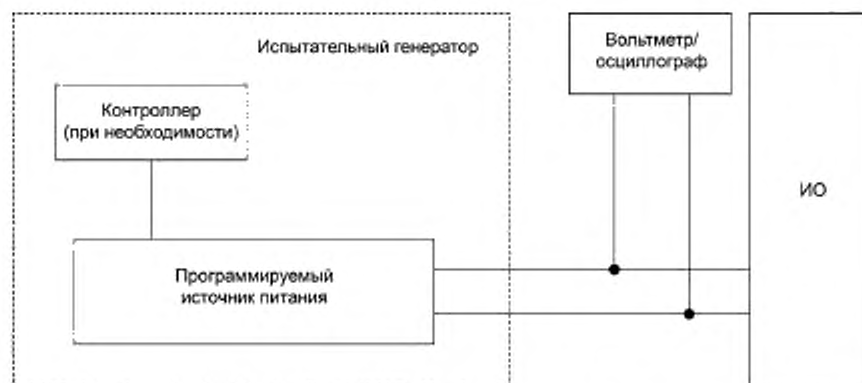 Испытательный генератор
Вольтметр/
осциллограф
Контроллер
(при необходимости)
ИО
Программируемый
источник питания